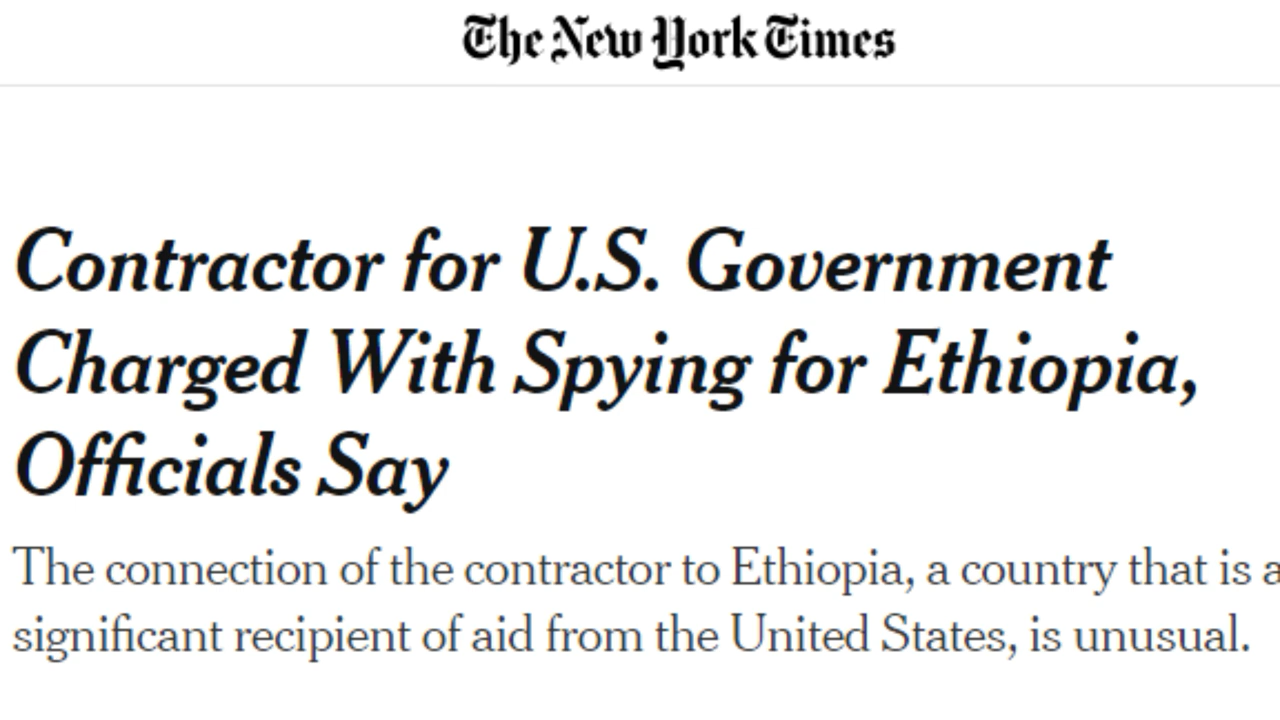 The New York Times
Contractor for U.S. Government
Charged With Spying for Ethiopia,
Officials Say
The connection of the contractor to Ethiopia, a country that is a
significant recipient of aid from the United States, is unusual.